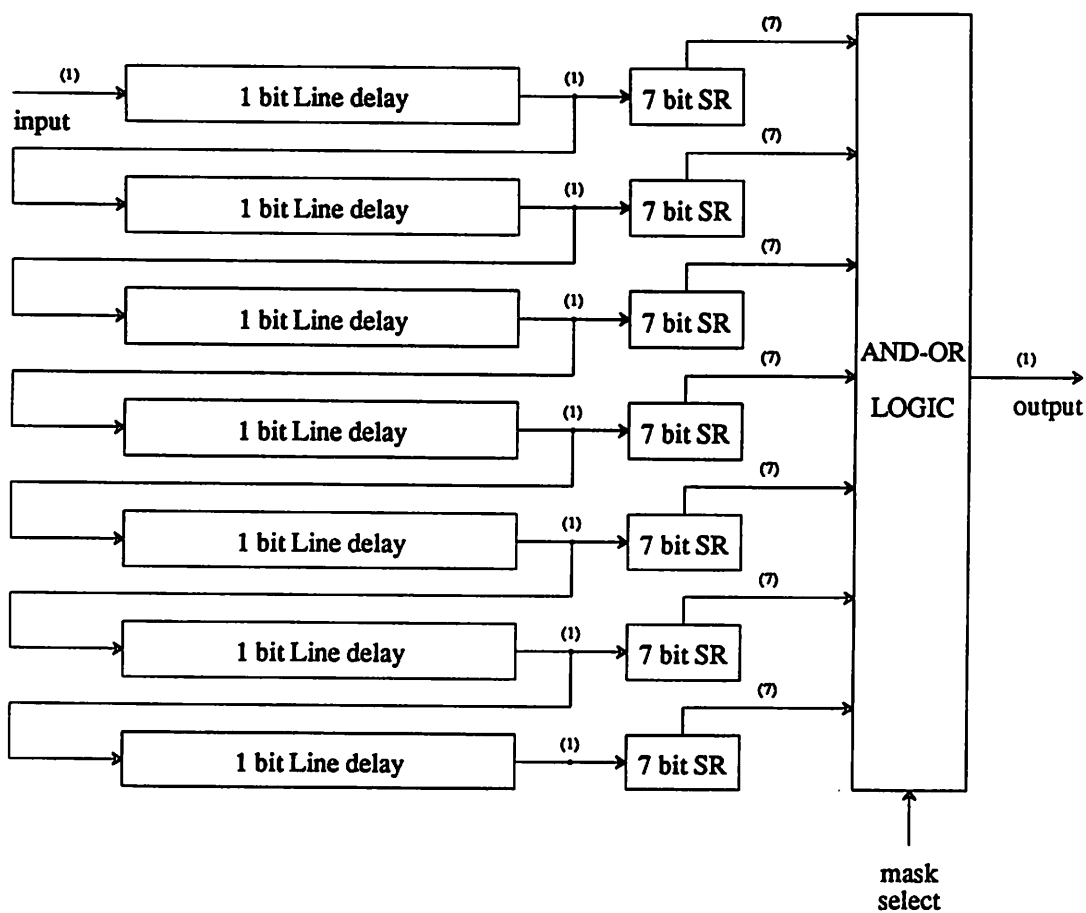 (7)
(1)
1 bit Line delay
(1)
7 bit SR
input
(7)
1 bit Line delay
(1)
7 bit SR
(7)
1 bit Line delay
(1)
7 bit SR
(7)
AND-OR
LOGIC
(1)
output
1 bit Line delay
(1)
7 bit SR
(7)
1 bit Line delay
(1)
7 bit SR
(7)
1 bit Line delay
(1)
7 bit SR
(7)
1 bit Line delay
(1)
7 bit SR
mask
select